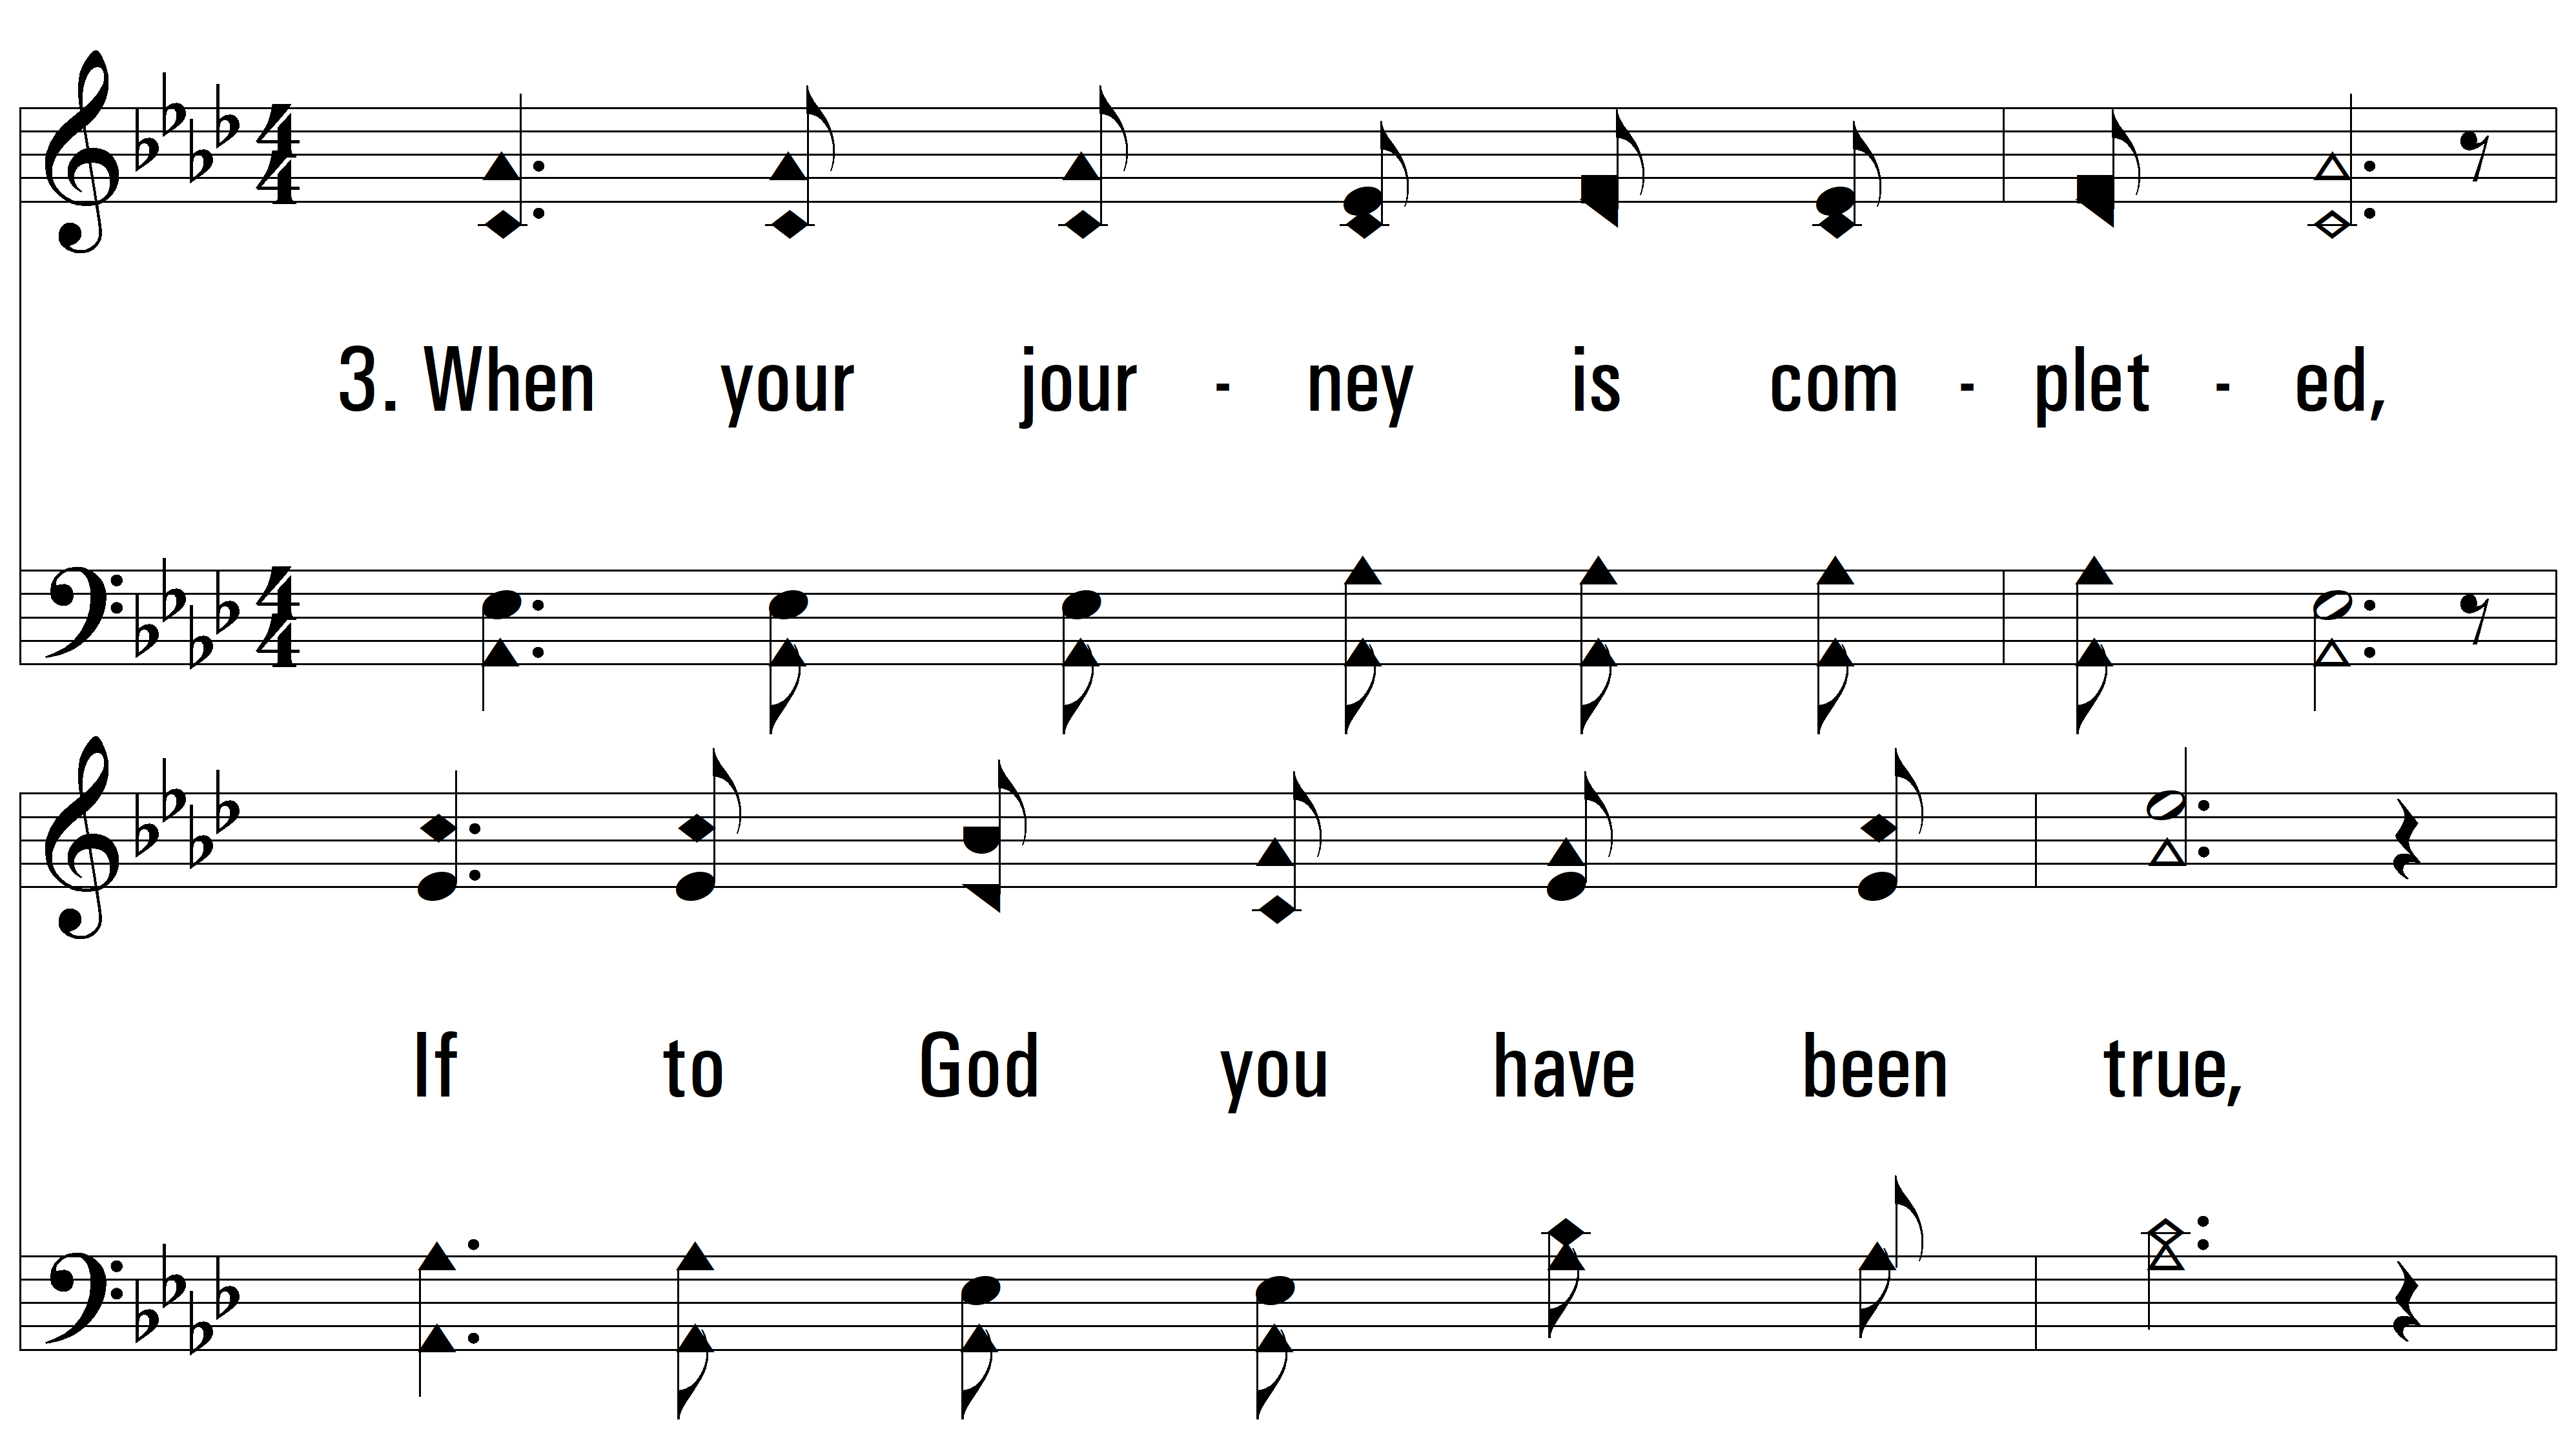 3. When your jour - ney is com - plet - ed,
If to God you have been true,